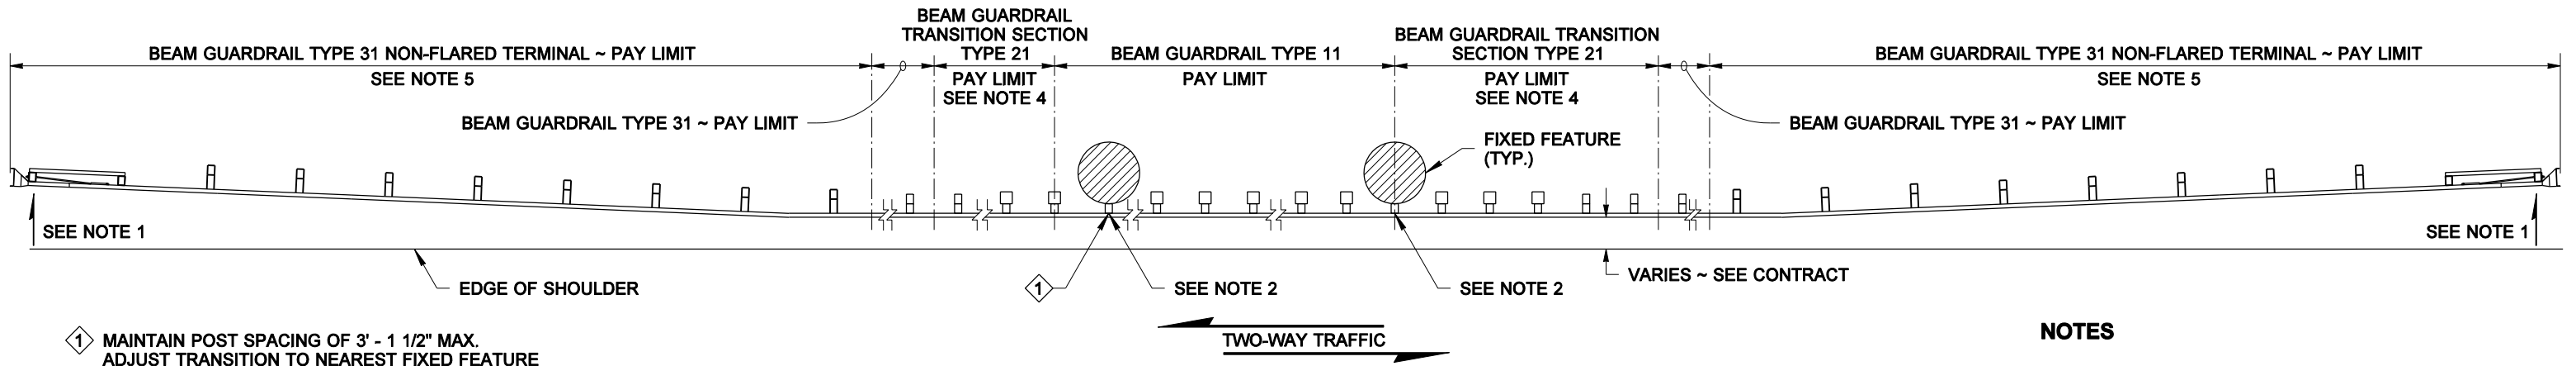 BEAM GUARDRAIL TYPE 31 NON-FLARED TERMINAL ~ PAY LIMIT
SEE NOTE 5
BEAM GUARDRAIL
TRANSITION SECTION
TYPE 21
PAY LIMIT
SEE NOTE 4
BEAM GUARDRAIL TYPE 11
PAY LIMIT
BEAM GUARDRAIL TRANSITION
SECTION TYPE 21
PAY LIMIT
SEE NOTE 4
BEAM GUARDRAIL TYPE 31 NON-FLARED TERMINAL ~ PAY LIMIT
SEE NOTE 5
BEAM GUARDRAIL TYPE 31 ~ PAY LIMIT
BEAM GUARDRAIL TYPE 31 ~ PAY LIMIT
FIXED FEATURE
(TYP.)
SEE NOTE 1
SEE NOTE 1
EDGE OF SHOULDER
1
SEE NOTE 2
SEE NOTE 2
VARIES ~ SEE CONTRACT
1 MAINTAIN POST SPACING OF 3' - 1 1/2" MAX.
ADJUST TRANSITION TO NEAREST FIXED FEATURE
TWO-WAY TRAFFIC
NOTES